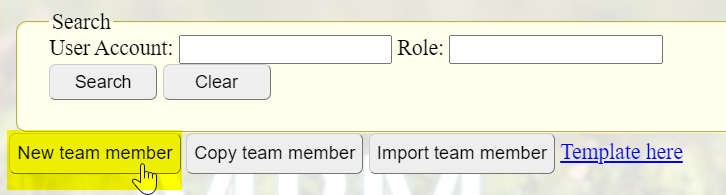 Search
User Account: Role:
Search Clear
New team member Copy team member Import team member Template here